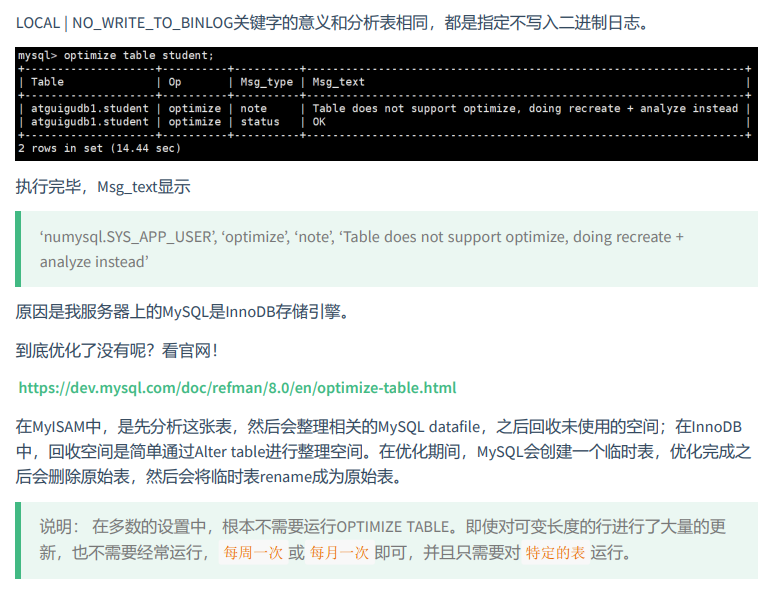 LOCAL | NO_WRITE_TO_BINLOG关键字的意义和分析表相同，都是指定不写入二进制日志。
mysql> optimize table student;
+--------------------+----------+----------+-------------------------------------------------------------------+
| Table | Op | Msg_type | Msg_text |
+--------------------+----------+----------+-------------------------------------------------------------------+
| atguigudb1.student | optimize | note | Table does not support optimize, doing recreate + analyze instead |
| atguigudb1.student | optimize | status | OK |
+--------------------+----------+----------+-------------------------------------------------------------------+
2 rows in set (14.44 sec)
执行完毕，Msg_text显示
‘numysql.SYS_APP_USER’, ‘optimize’, ‘note’, ‘Table does not support optimize, doing recreate +
analyze instead’
原因是我服务器上的MySQL是InnoDB存储引擎。
到底优化了没有呢？看官网！
https://dev.mysql.com/doc/refman/8.0/en/optimize-table.html
在MyISAM中，是先分析这张表，然后会整理相关的MySQL datafile，之后回收未使用的空间；在InnoDB
中，回收空间是简单通过Alter table进行整理空间。在优化期间，MySQL会创建一个临时表，优化完成之
后会删除原始表，然后会将临时表rename成为原始表。
说明： 在多数的设置中，根本不需要运行OPTIMIZE TABLE。即使对可变长度的行进行了大量的更
新，也不需要经常运行， 每周一次 或 每月一次 即可，并且只需要对 特定的表 运行。